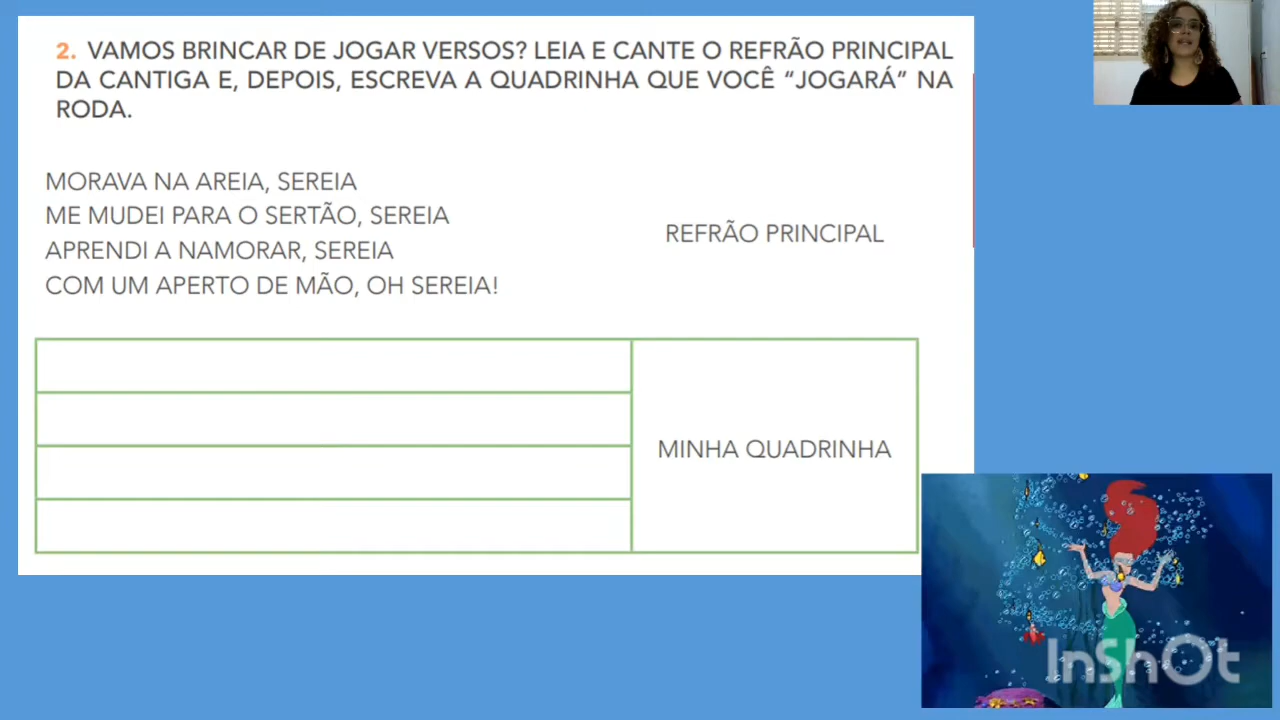 2. VAMOS BRINCAR DE JOGAR VERSOS? LEIA E CANTE O REFRÃO PRINCIPAL
DA CANTIGA E, DEPOIS, ESCREVA A QUADRINHA QUE VOCÊ “JOGARÁ” NA
RODA.
MORAVA NA AREIA, SEREIA
ME MUDEI PARA O SERTÃO, SEREIA
APRENDI A NAMORAR, SEREIA
COM UM APERTO DE MÃO, OH SEREIA!
REFRÃO PRINCIPAL
MINHA QUADRINHA
InShOt